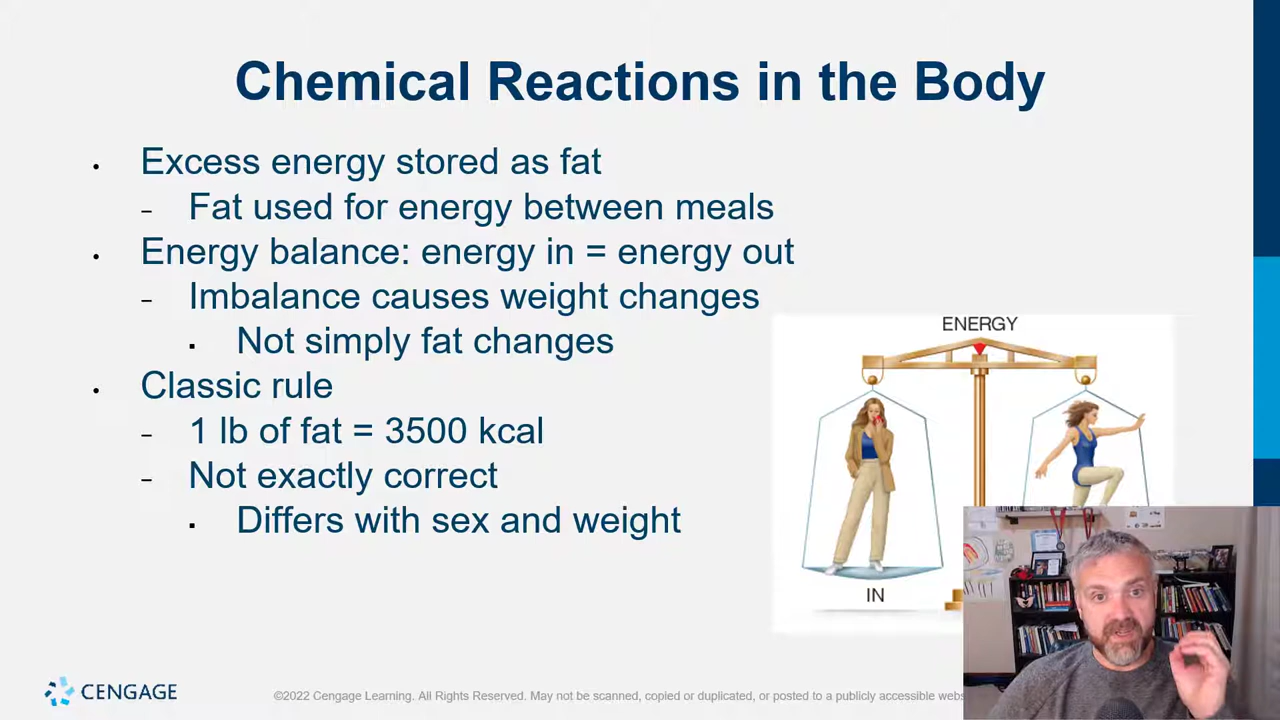 Chemical Reactions in the Body
• Excess energy stored as fat
– Fat used for energy between meals
• Energy balance: energy in = energy out
– Imbalance causes weight changes
▪ Not simply fat changes
• Classic rule
– 1 lb of fat = 3500 kcal
– Not exactly correct
▪ Differs with sex and weight
ENERGY
IN
CENGAGE
©2022 Cengage Learning. All Rights Reserved. May not be scanned, copied or duplicated, or posted to a publicly accessible